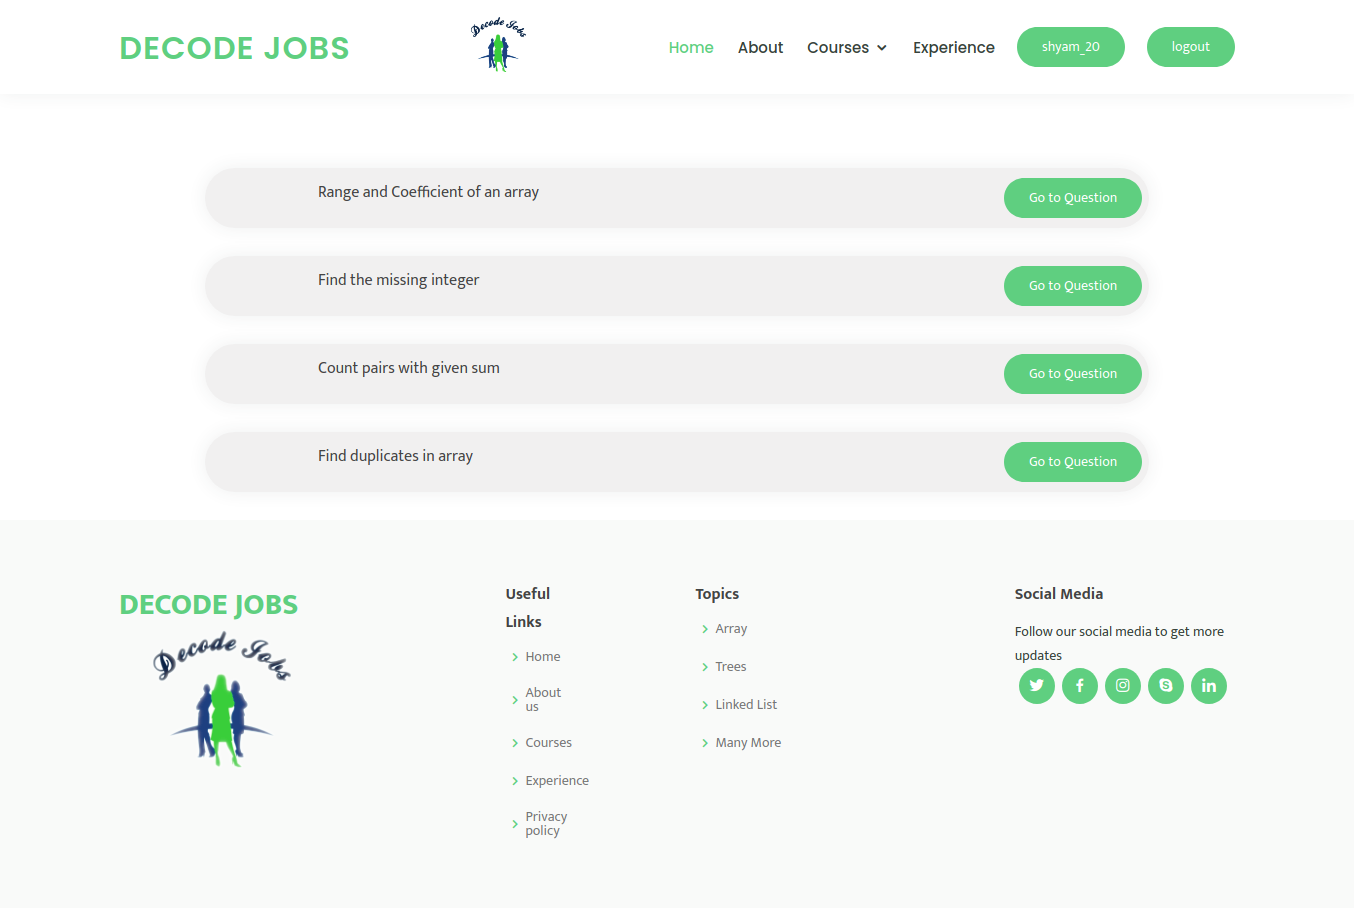 DECODE JOBS
Decode Jobs
Home About Courses Experience shyam_20 logout
Range and Coefficient of an array Go to Question
Find the missing integer Go to Question
Count pairs with given sum Go to Question
Find duplicates in array Go to Question
DECODE JOBS
Decode Jobs
Useful
Links
Home
About
us
Courses
Experience
Privacy
policy
Topics
Array
Trees
Linked List
Many More
Social Media
Follow our social media to get more
updates